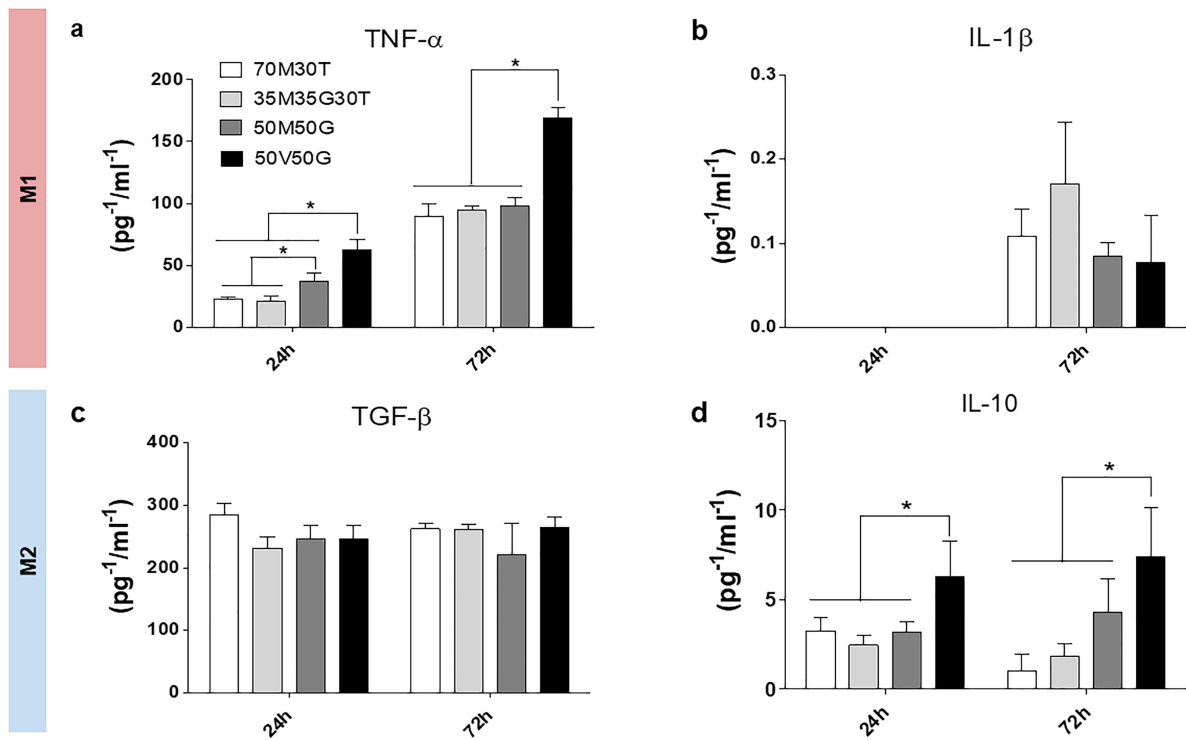 M1
a
TNF-α
70M30T
35M35G30T
50M50G
50V50G
(pg⁻¹/ml⁻¹)
200
150
100
50
0
*
*
*
24h
72h
b
IL-1β
(pg⁻¹/ml⁻¹)
0.3
0.2
0.1
0.0
24h
72h
M2
c
TGF-β
(pg⁻¹/ml⁻¹)
400
300
200
100
0
24h
72h
d
IL-10
(pg⁻¹/ml⁻¹)
15
10
5
0
*
*
24h
72h